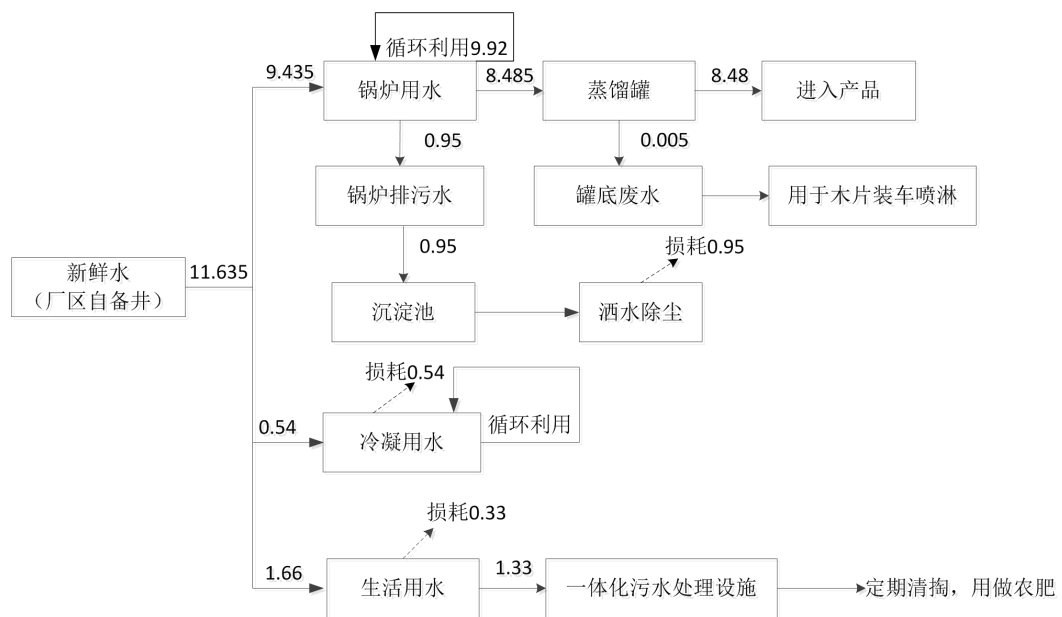 循环利用9.92
9.435
锅炉用水
8.485
蒸馏罐
8.48
进入产品
0.95
0.005
锅炉排污水
罐底废水
用于木片装车喷淋
0.95
损耗0.95
新鲜水
（厂区自备井）
11.635
沉淀池
洒水除尘
损耗0.54
0.54
冷凝用水
循环利用
损耗0.33
1.66
生活用水
1.33
一体化污水处理设施
定期清掏，用做农肥